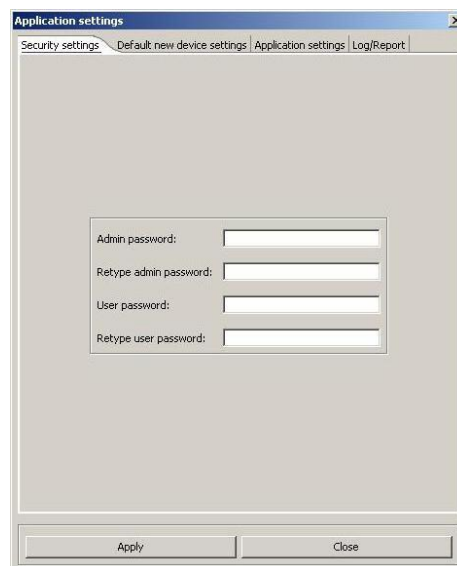 Application settings
Security settings Default new device settings Application settings Log/Report
Admin password:
Retype admin password:
User password:
Retype user password:
Apply Close